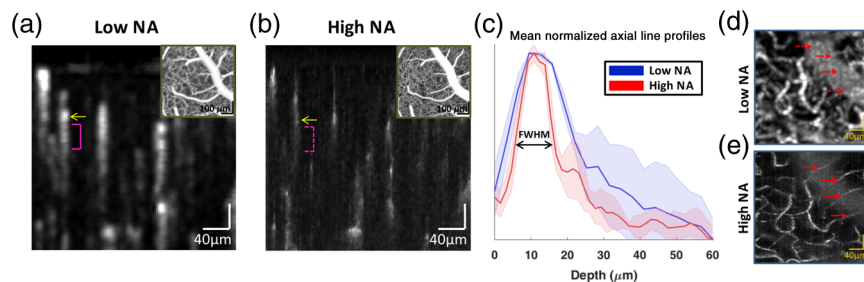 (a)
Low NA
100 μm
40μm
(b)
High NA
100 μm
40μm
(c)
Mean normalized axial line profiles
Low NA
High NA
FWHM
0
10
20
30
40
50
60
Depth (μm)
(d)
Low NA
40μm
(e)
High NA
40μm